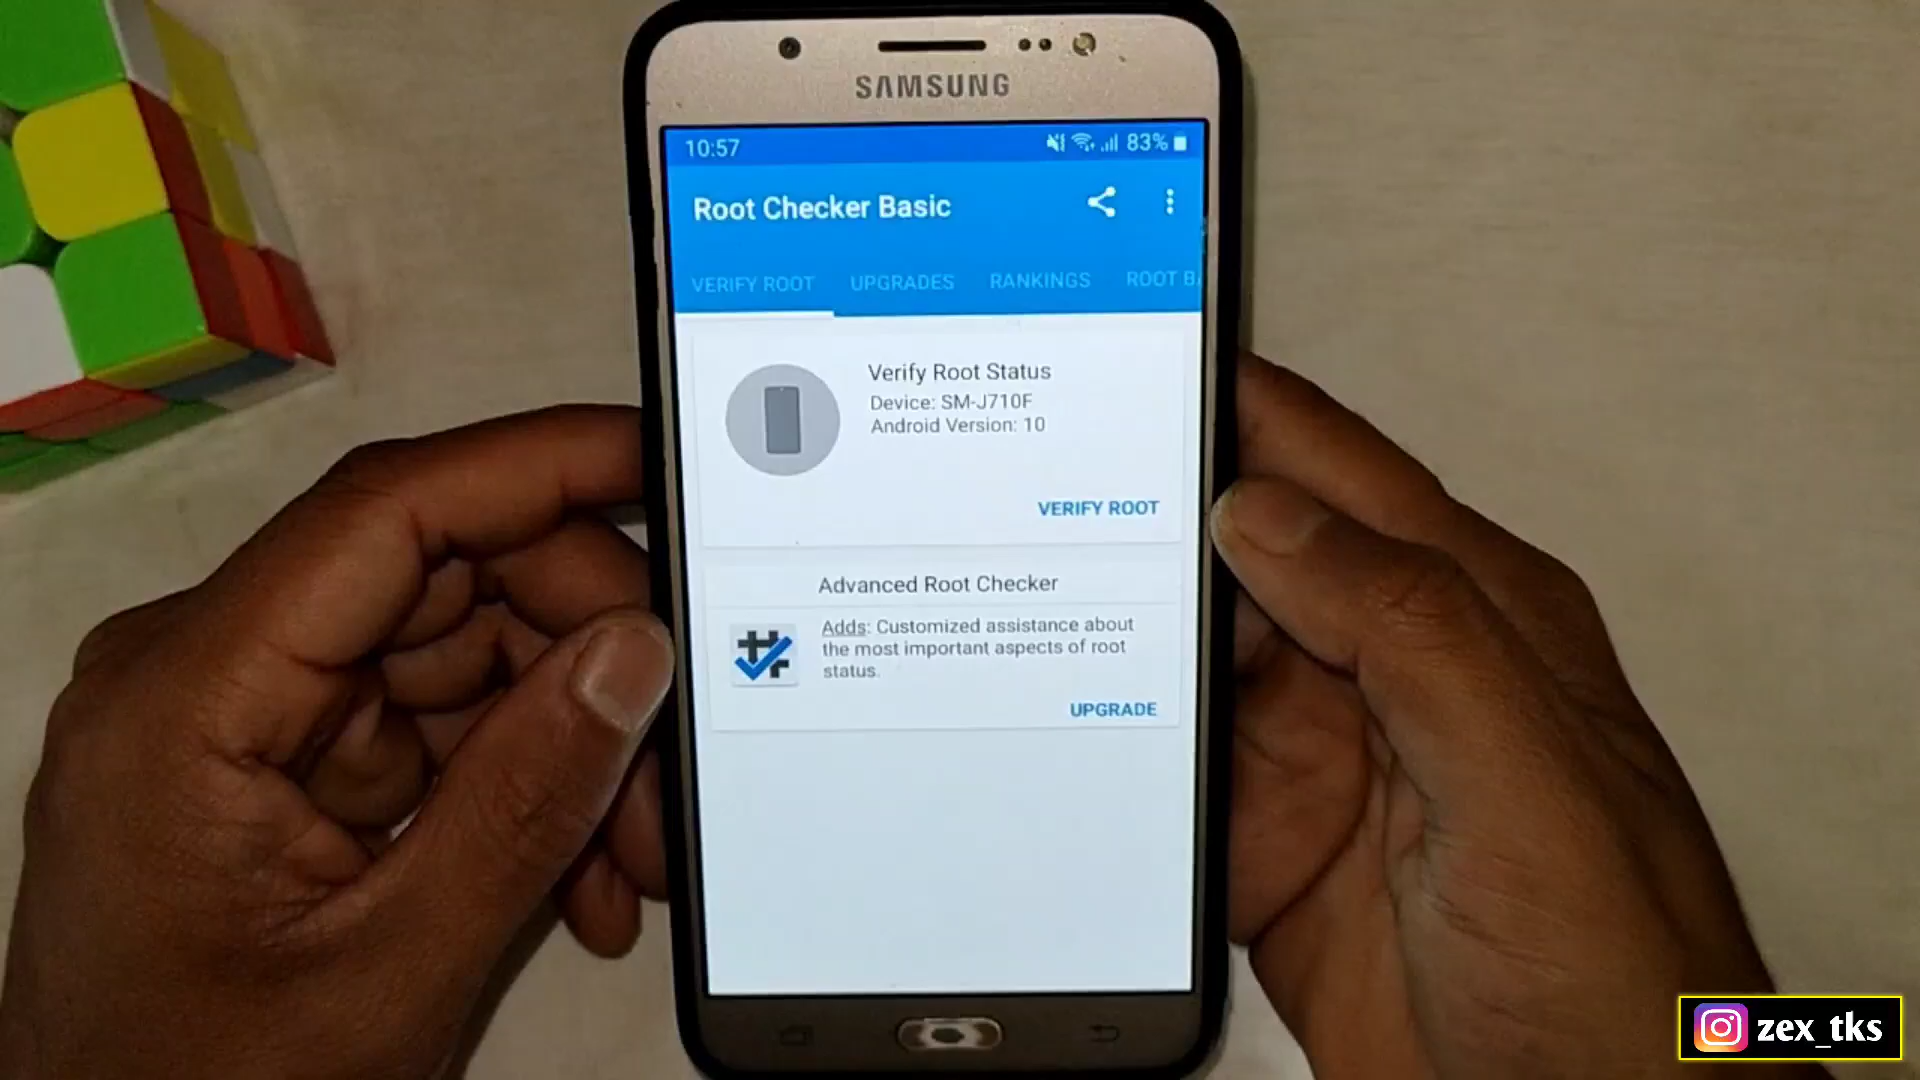 SAMSUNG
10:57 83%
Root Checker Basic
VERIFY ROOT UPGRADES RANKINGS ROOT BA
Verify Root Status
Device: SM-J710F
Android Version: 10
VERIFY ROOT
Advanced Root Checker
Adds: Customized assistance about
the most important aspects of root
status.
UPGRADE
zex_tks